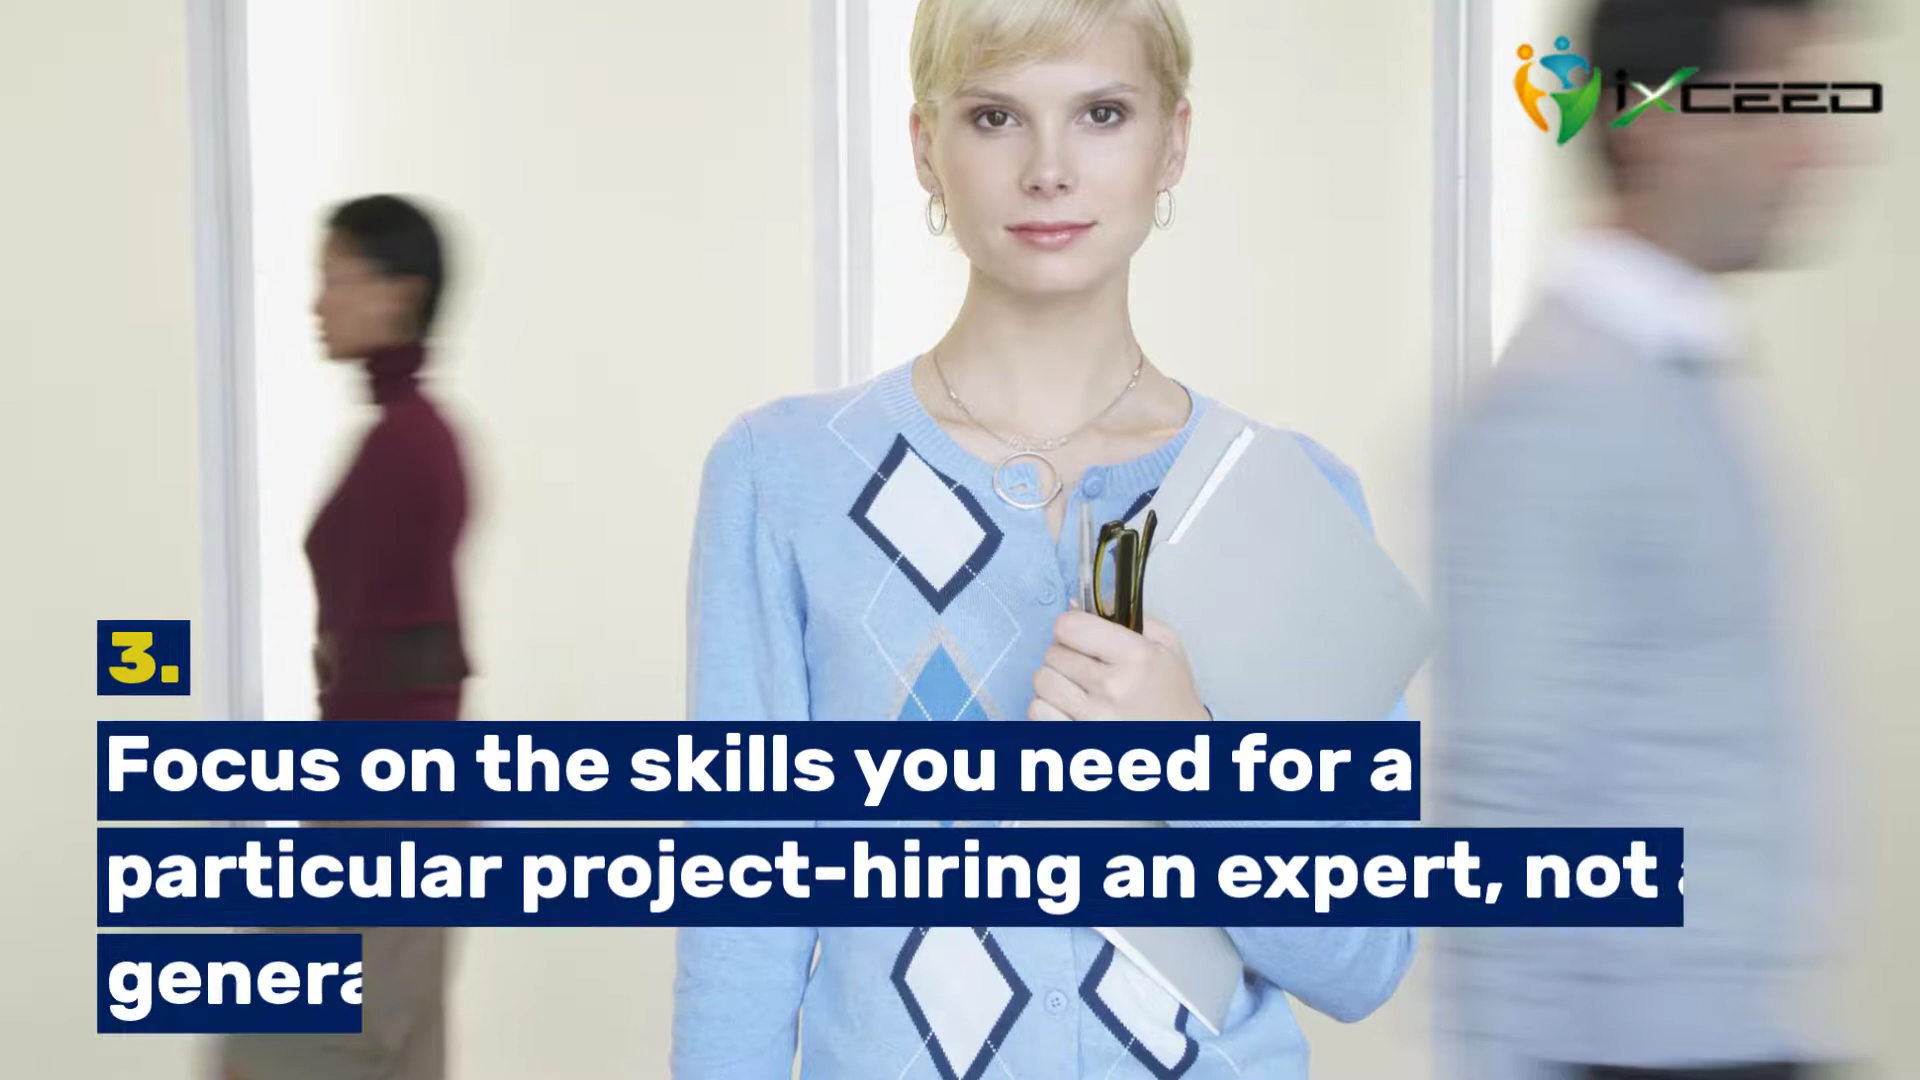 iXCEED
3.
Focus on the skills you need for a
particular project-hiring an expert, not
genera